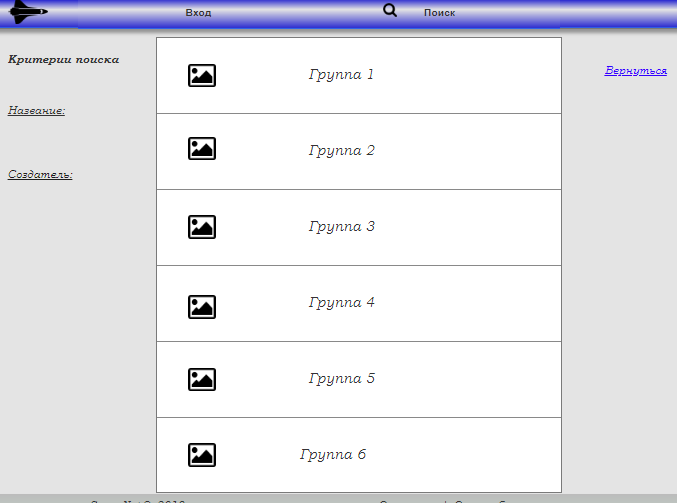 Вход
Поиск
Критерии поиска
Вернуться
Название:
Создатель:
Группа 1
Группа 2
Группа 3
Группа 4
Группа 5
Группа 6